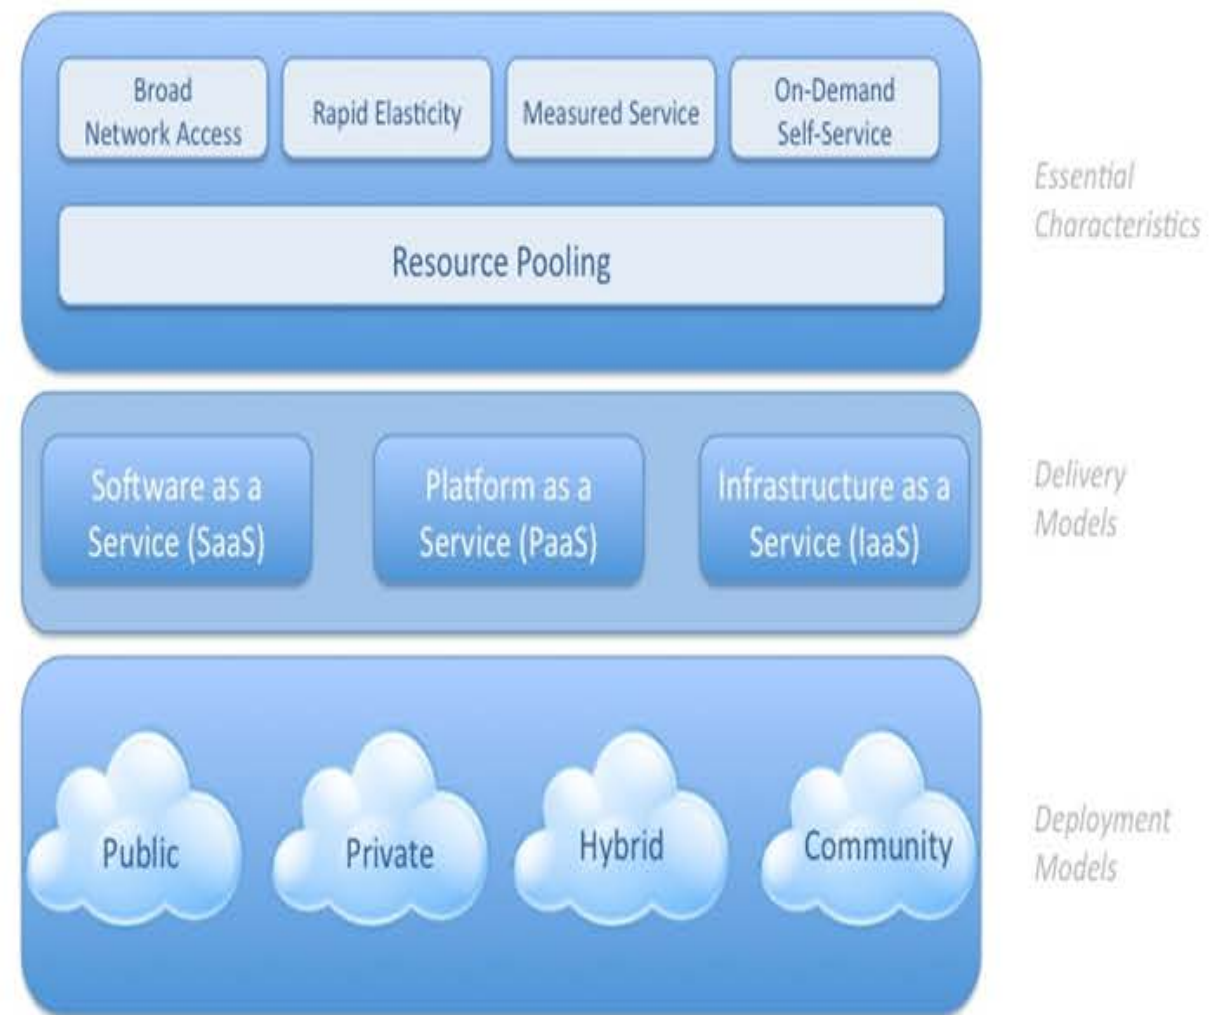 Broad
Network Access
Rapid Elasticity
Measured Service
On-Demand
Self-Service
Resource Pooling
Essential
Characteristics
Software as a
Service (SaaS)
Platform as a
Service (PaaS)
Infrastructure as a
Service (IaaS)
Delivery
Models
Public
Private
Hybrid
Community
Deployment
Models